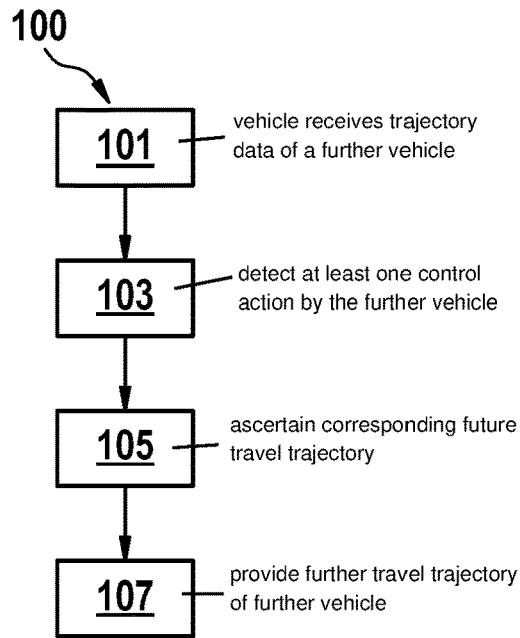 100
101
vehicle receives trajectory
data of a further vehicle
103
detect at least one control
action by the further vehicle
105
ascertain corresponding future
travel trajectory
107
provide further travel trajectory
of further vehicle